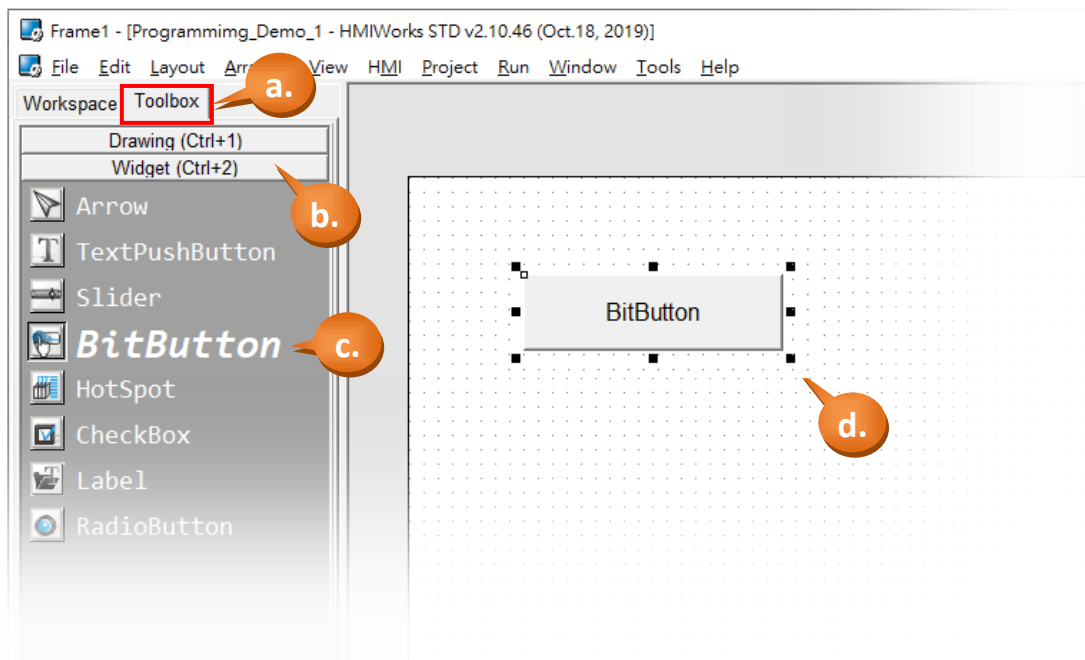 Frame1 - [Programmimg_Demo_1 - HMIWorks STD v2.10.46 (Oct.18, 2019)]
File Edit Layout Arr View HMI Project Run Window Tools Help
a.
Workspace Toolbox
Drawing (Ctrl+1)
Widget (Ctrl+2)
b.
Arrow
TextPushButton
Slider
BitButton
c.
HotSpot
CheckBox
Label
RadioButton
BitButton
d.